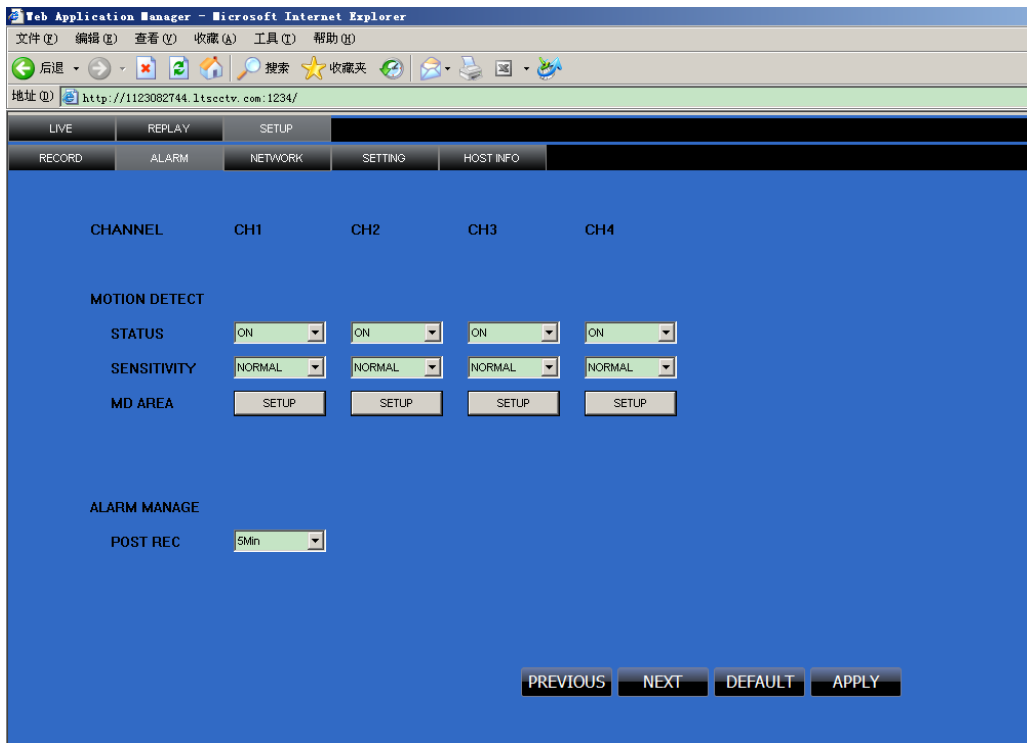 Web Application Manager - Microsoft Internet Explorer
文件(F) 编辑(E) 查看(V) 收藏(A) 工具(T) 帮助(H)
后退 搜索 收藏夹
地址(D) http://1123082744.ltscctv.com:1234/
LIVE REPLAY SETUP
RECORD ALARM NETWORK SETTING HOST INFO
CHANNEL CH1 CH2 CH3 CH4
MOTION DETECT
STATUS ON ON ON ON
SENSITIVITY NORMAL NORMAL NORMAL NORMAL
MD AREA SETUP SETUP SETUP SETUP
ALARM MANAGE
POST REC 5Min
PREVIOUS NEXT DEFAULT APPLY